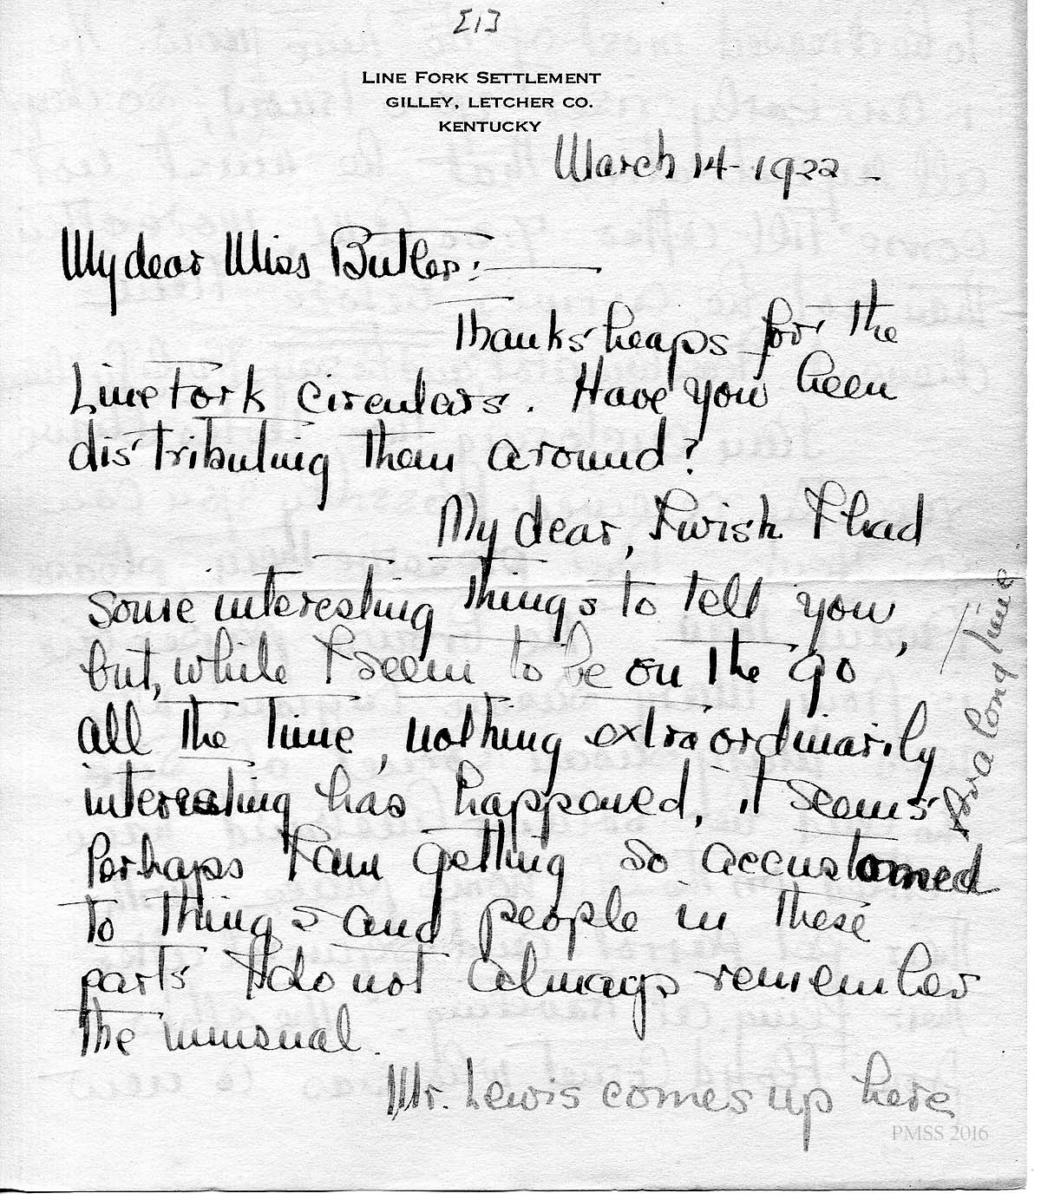 [1]
LINE FORK SETTLEMENT
GILLEY, LETCHER CO.
KENTUCKY
March 14-1922-
My dear Miss Butler:
Thanks heaps for the
Line Fork circulars. Have you been
distributing them around?
My dear, I wish I had
some interesting things to tell you,
but, while I seem to be on the go
all the time, nothing extraordinarily
interesting has happened, it seems
for a long time.
Perhaps I am getting so accustomed
to things and people in these
parts I do not always remember
the unusual.
Mr. Lewis comes up here
PMSS 2016